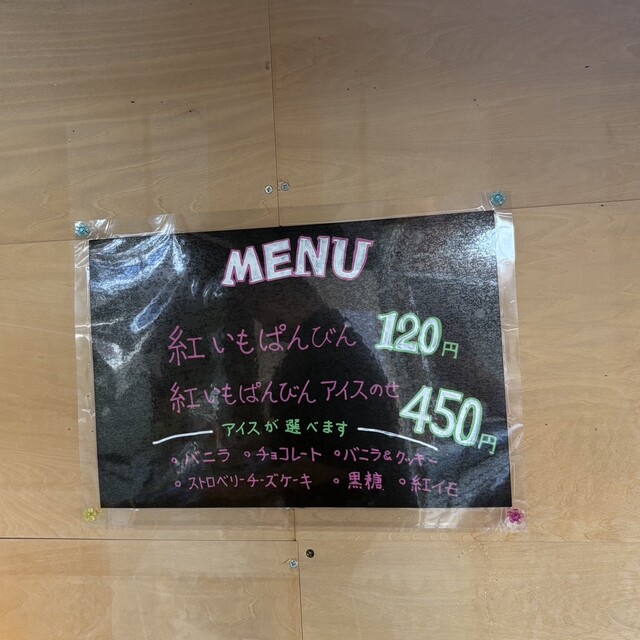 MENU
紅いもぱんびん 120円
紅いもぱんびん アイスのせ 450円
アイスが選べます
○バニラ ○チョコレート ○バニラ&クッキー
○ストロベリーチーズケーキ ○黒糖 ○紅イモ